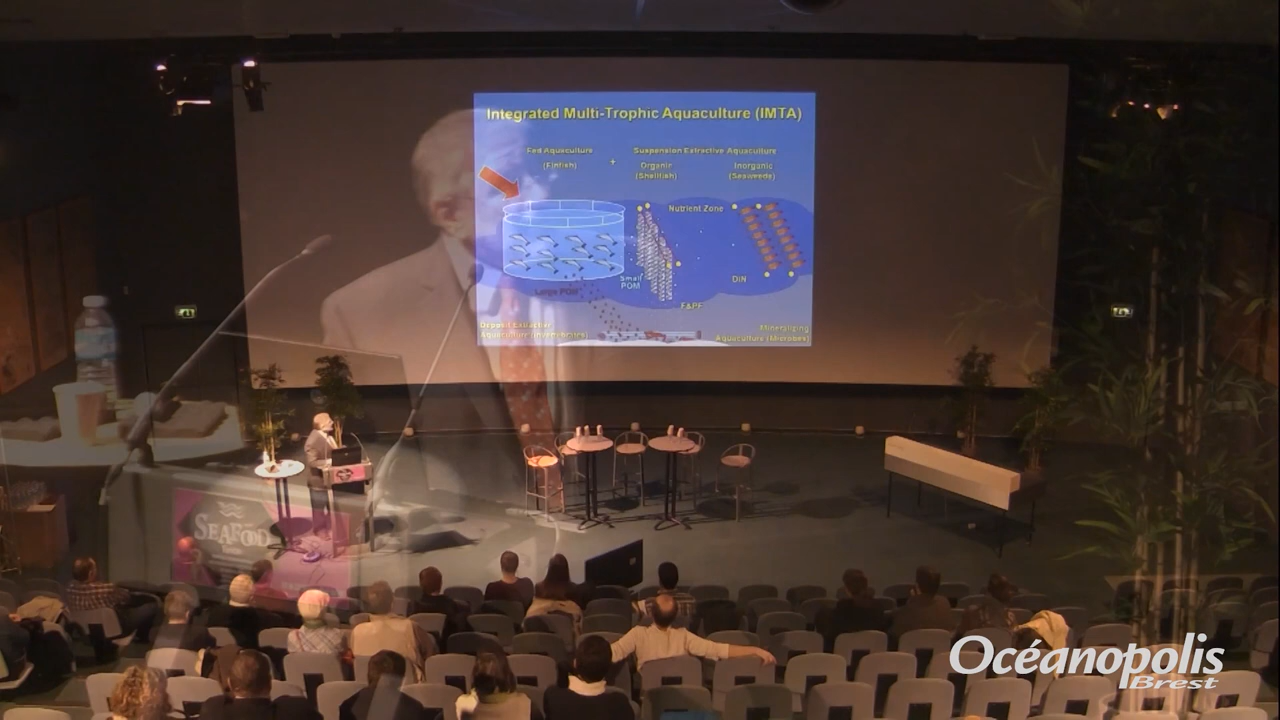 Integrated Multi-Trophic Aquaculture (IMTA)
Fed Aquaculture
(Finfish)
+
Suspension Extractive Aquaculture
Organic
(Shellfish)
Inorganic
(Seaweeds)
Nutrient Zone
Small
POM
DIN
Large POM
F&PF
Deposit Extractive
Aquaculture (Invertebrates)
Mineralizing
Aquaculture (Microbes)
SEAFOOD
Océanopolis
Brest